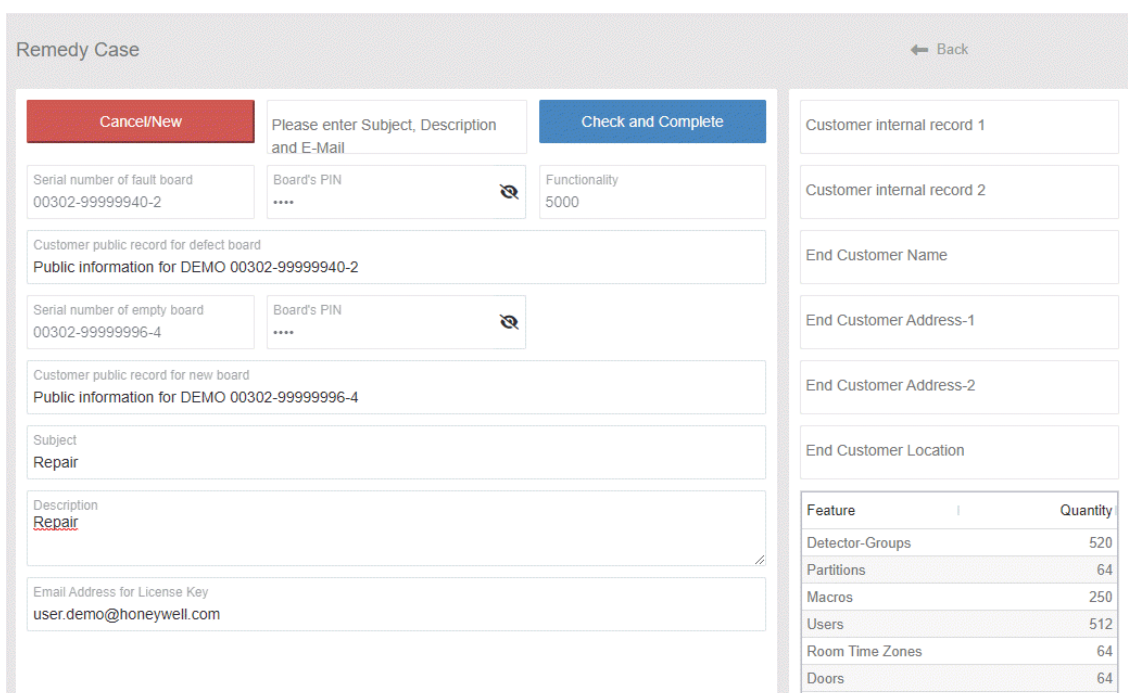 Remedy Case
Back
Cancel/New
Please enter Subject, Description
and E-Mail
Check and Complete
Serial number of fault board
00302-99999940-2
Board's PIN
••••
Functionality
5000
Customer public record for defect board
Public information for DEMO 00302-99999940-2
Serial number of empty board
00302-99999996-4
Board's PIN
••••
Customer public record for new board
Public information for DEMO 00302-99999996-4
Subject
Repair
Description
Repair
Email Address for License Key
user.demo@honeywell.com
Customer internal record 1
Customer internal record 2
End Customer Name
End Customer Address-1
End Customer Address-2
End Customer Location
Feature Quantity
Detector-Groups 520
Partitions 64
Macros 250
Users 512
Room Time Zones 64
Doors 64